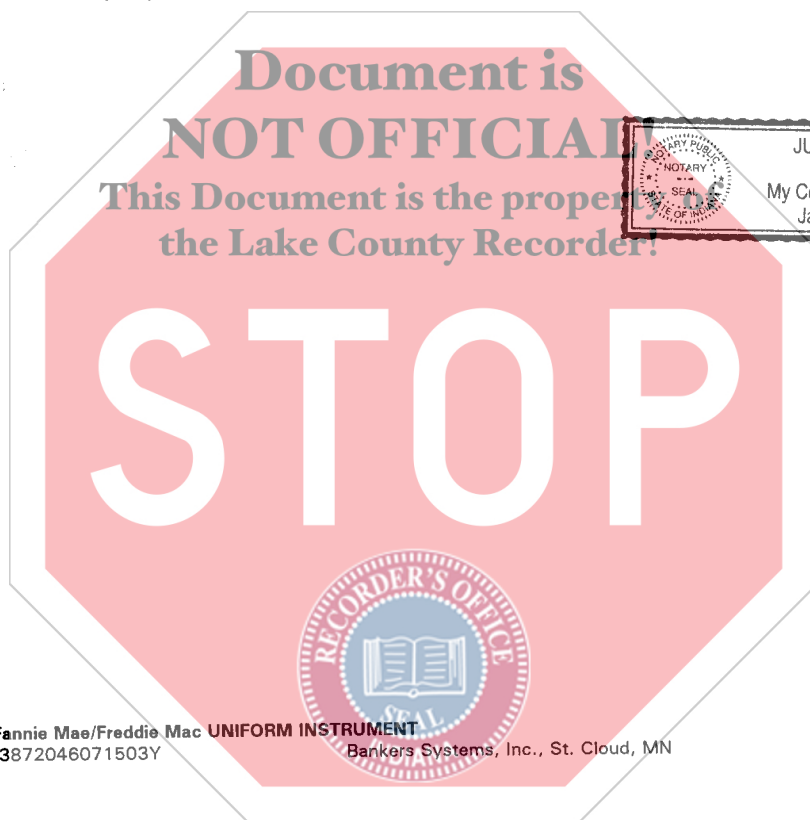 Document is
NOT OFFICIAL!
This Document is the property of
the Lake County Recorder!
JU
NOTARY PUBLIC
NOTARY
SEAL
STATE OF INDIANA
My Co
Ja
STOP
RECORDER'S OFFICE
SEAL
Fannie Mae/Freddie Mac UNIFORM INSTRUMENT
3872046071503Y
Bankers Systems, Inc., St. Cloud, MN